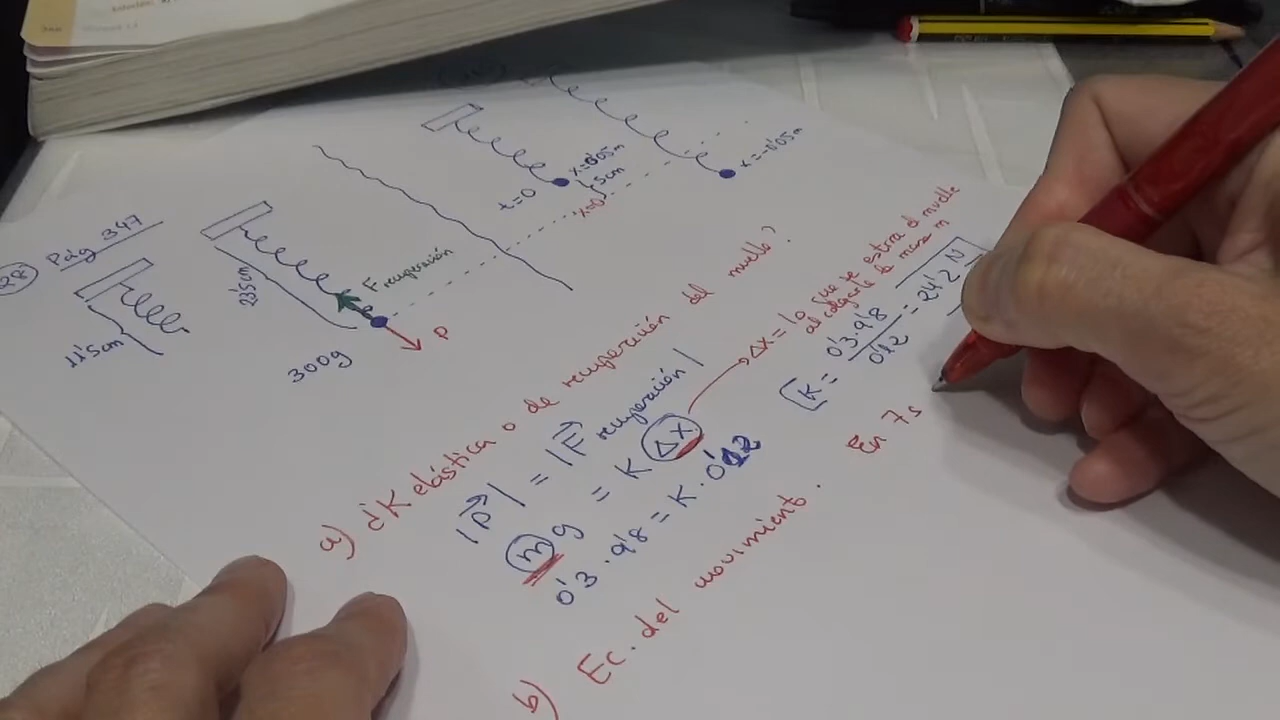 28 Pág 347
11'5cm
23'5cm
F recuperación
P
300g
t=0
x=0'05m
5cm
x=0
x=-0'05m
a) ¿K elástica o de recuperación del muelle?
|P| = |F recuperación|
m g = K Δx
Δx = lo que se estira el muelle
al colgarle la masa m
0'3 . 9'8 = K . 0'12
K = 0'3.9'8 / 0'12 = 24'2 N
b) Ec. del movimiento.
En 7s